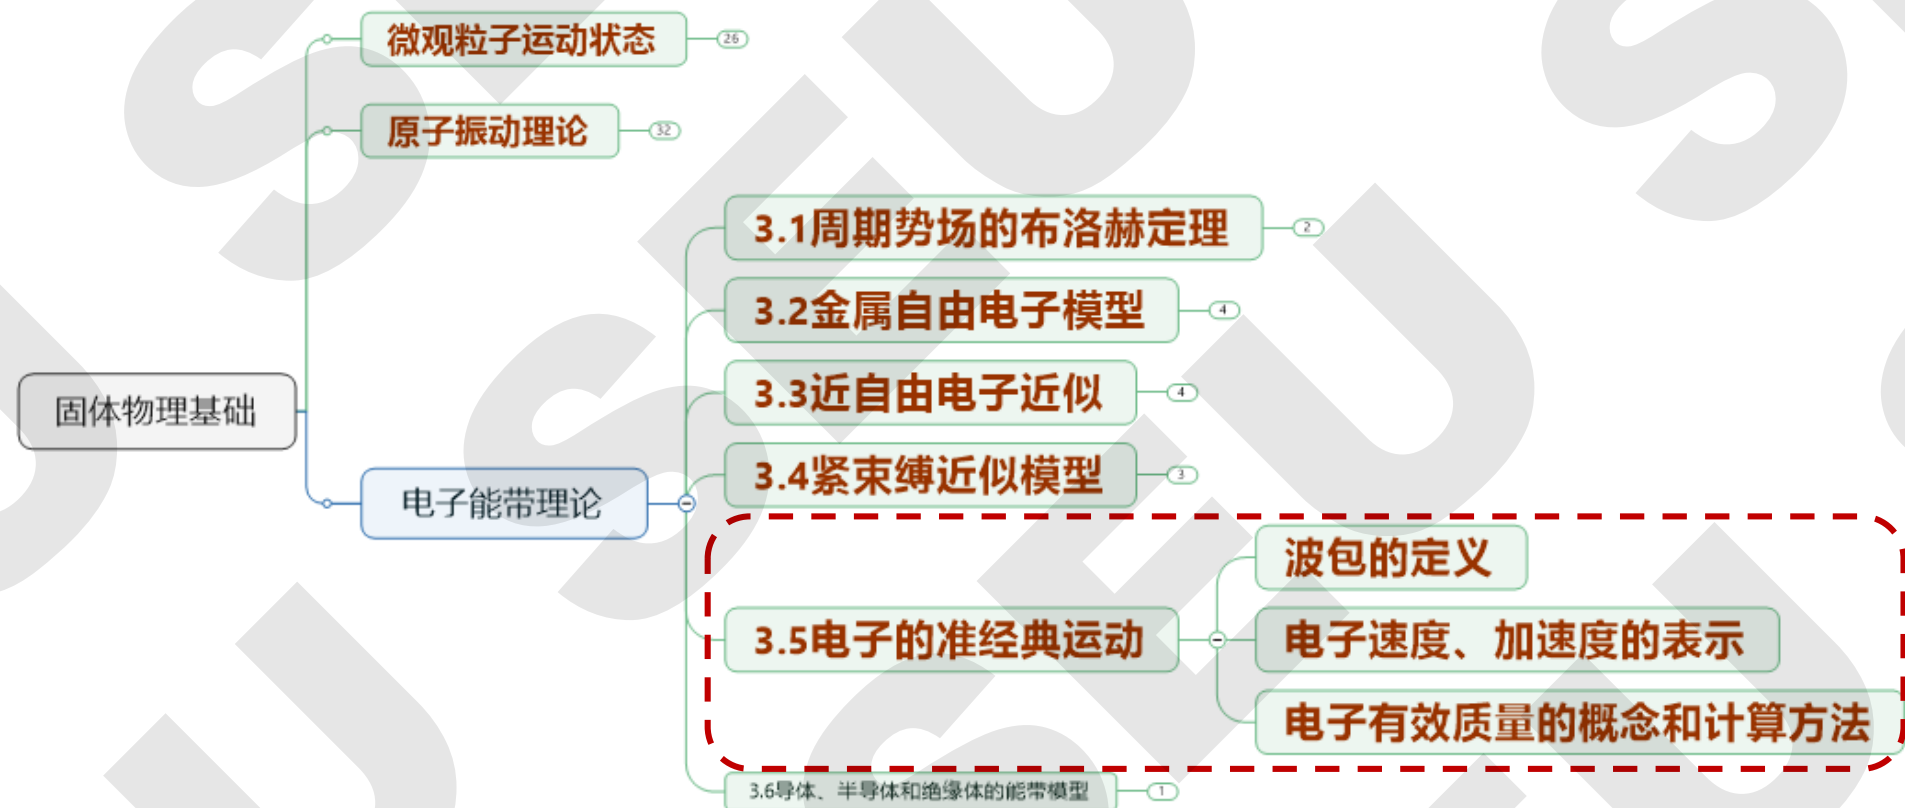 微观粒子运动状态
26
原子振动理论
32
3.1周期势场的布洛赫定理
2
3.2金属自由电子模型
4
3.3近自由电子近似
4
固体物理基础
3.4紧束缚近似模型
3
电子能带理论
波包的定义
3.5电子的准经典运动
电子速度、加速度的表示
电子有效质量的概念和计算方法
3.6导体、半导体和绝缘体的能带模型
1
SEU
SEU
SEU